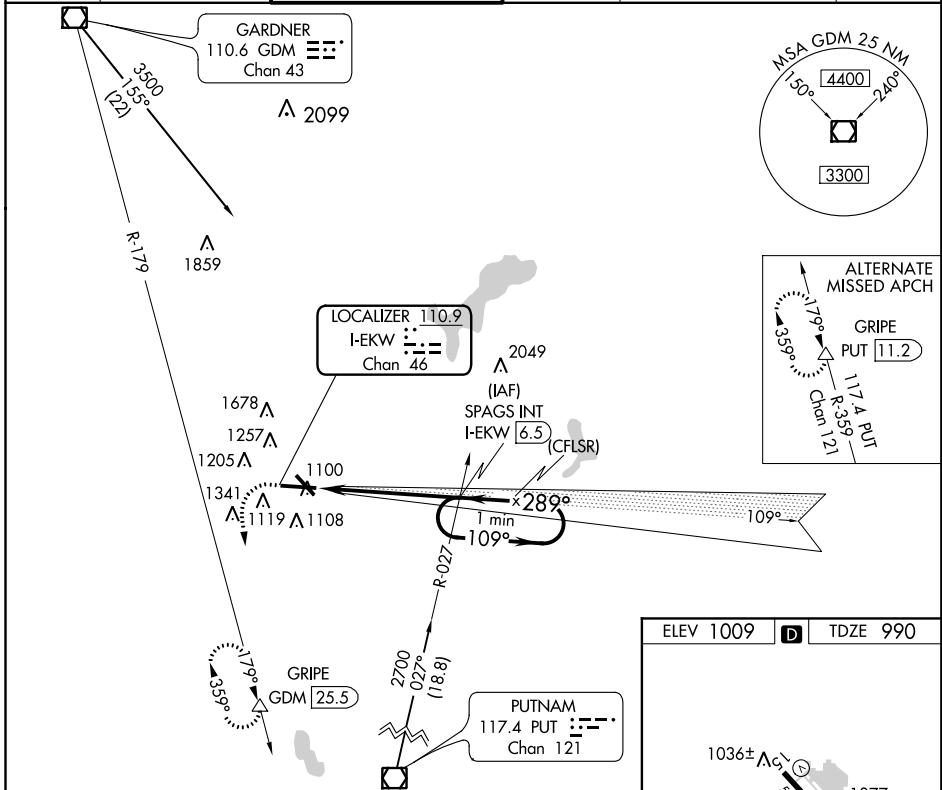 GARDNER
110.6 GDM
Chan 43
3500
155°
(22)
2099
MSA GDM 25 NM
150°
4400
240°
3300
R-179
1859
ALTERNATE
MISSED APCH
179°
359°
GRIPE
PUT 11.2
117.4 PUT
R-359
Chan 121
LOCALIZER 110.9
I-EKW
Chan 46
2049
(IAF)
SPAGS INT
I-EKW 6.5
(CFLSR)
1678
1257
1205
1341
1119
1108
1100
289°
1 min
109°
109°
R-027
2700
027°
(18.8)
179°
359°
GRIPE
GDM 25.5
PUTNAM
117.4 PUT
Chan 121
ELEV 1009 D TDZE 990
1036±
15
V